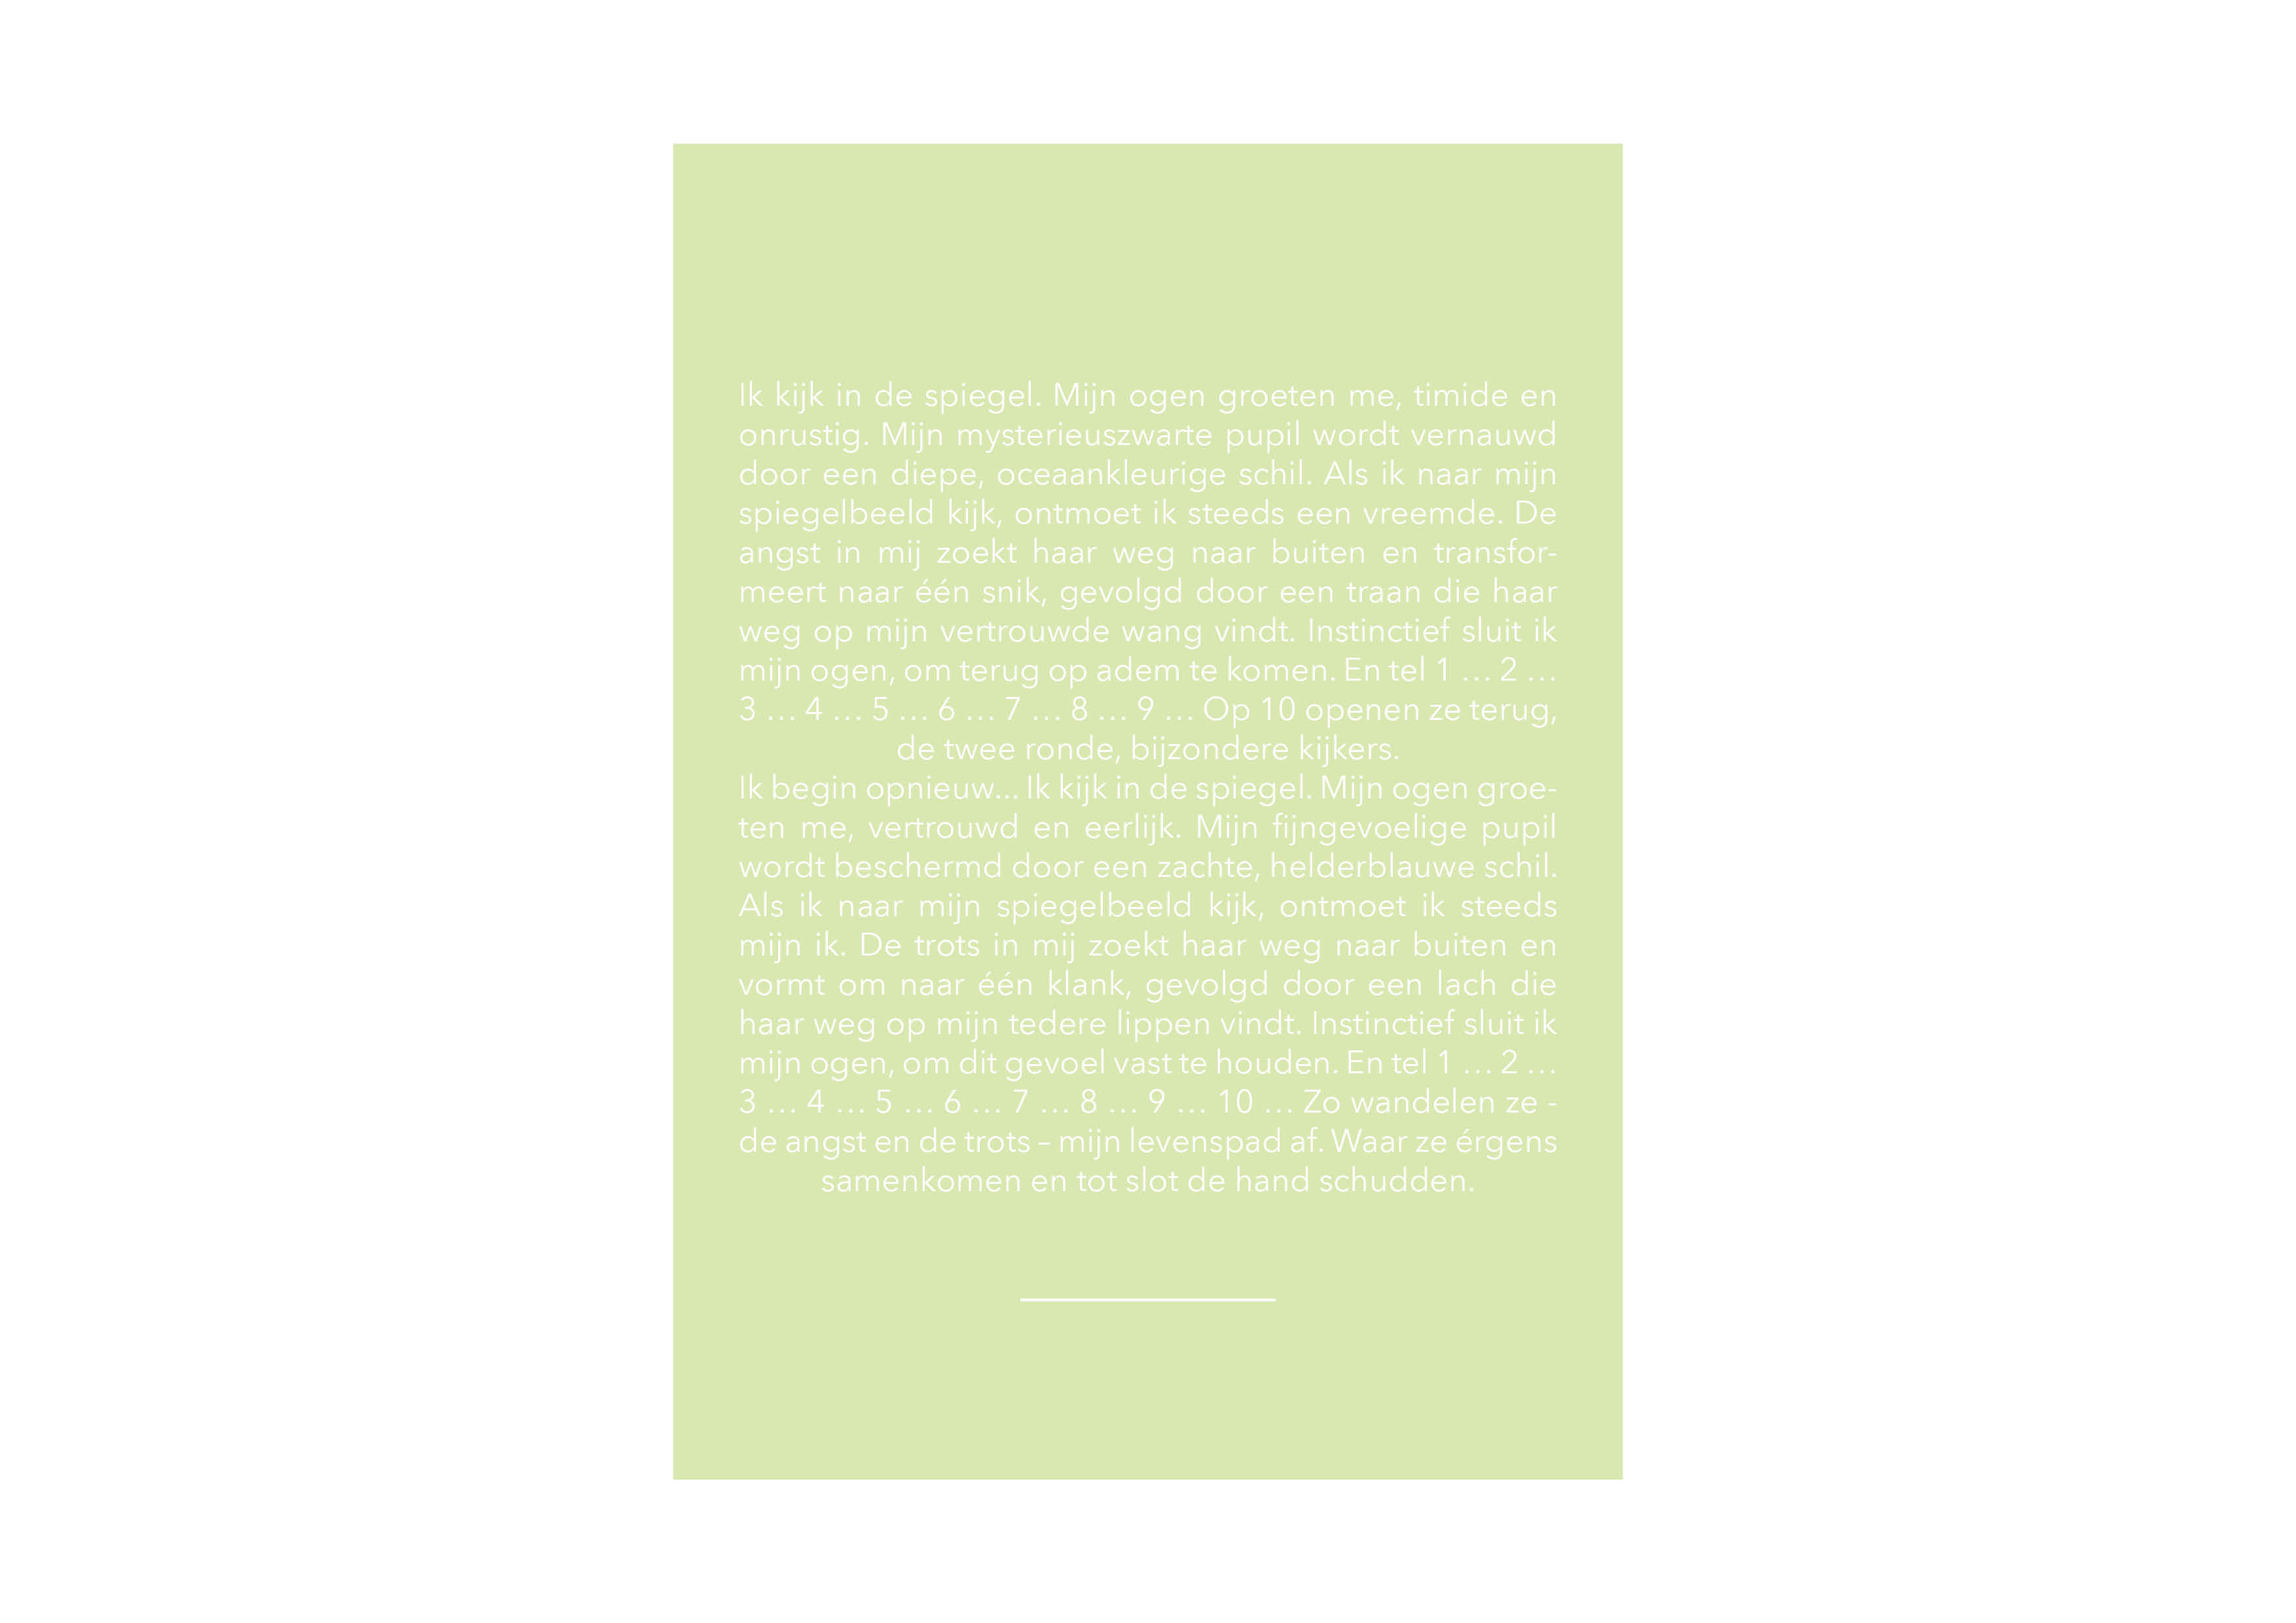 Ik kijk in de spiegel. Mijn ogen groeten me, timide en
onrustig. Mijn mysterieuszwarte pupil wordt vernauwd
door een diepe, oceaankleurige schil. Als ik naar mijn
spiegelbeeld kijk, ontmoet ik steeds een vreemde. De
angst in mij zoekt haar weg naar buiten en transfor-
meert naar één snik, gevolgd door een traan die haar
weg op mijn vertrouwde wang vindt. Instinctief sluit ik
mijn ogen, om terug op adem te komen. En tel 1 … 2 …
3 … 4 … 5 … 6 … 7 … 8 … 9 … Op 10 openen ze terug,
de twee ronde, bijzondere kijkers.
Ik begin opnieuw... Ik kijk in de spiegel. Mijn ogen groe-
ten me, vertrouwd en eerlijk. Mijn fijngevoelige pupil
wordt beschermd door een zachte, helderblauwe schil.
Als ik naar mijn spiegelbeeld kijk, ontmoet ik steeds
mijn ik. De trots in mij zoekt haar weg naar buiten en
vormt om naar één klank, gevolgd door een lach die
haar weg op mijn tedere lippen vindt. Instinctief sluit ik
mijn ogen, om dit gevoel vast te houden. En tel 1 … 2 …
3 … 4 … 5 … 6 … 7 … 8 … 9 … 10 … Zo wandelen ze -
de angst en de trots – mijn levenspad af. Waar ze érgens
samenkomen en tot slot de hand schudden.